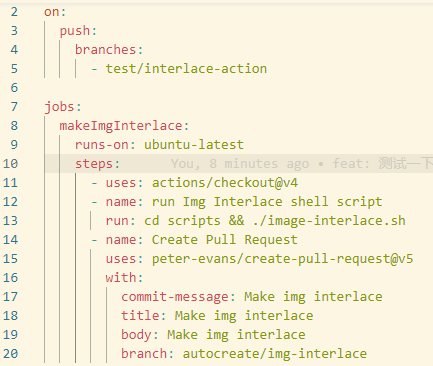 2 on:
3 push:
4 branches:
5 - test/interlace-action
6
7 jobs:
8 makeImgInterlace:
9 runs-on: ubuntu-latest
10 steps: You, 8 minutes ago • feat: 测试一下
11 - uses: actions/checkout@v4
12 - name: run Img Interlace shell script
13 run: cd scripts && ./image-interlace.sh
14 - name: Create Pull Request
15 uses: peter-evans/create-pull-request@v5
16 with:
17 commit-message: Make img interlace
18 title: Make img interlace
19 body: Make img interlace
20 branch: autocreate/img-interlace